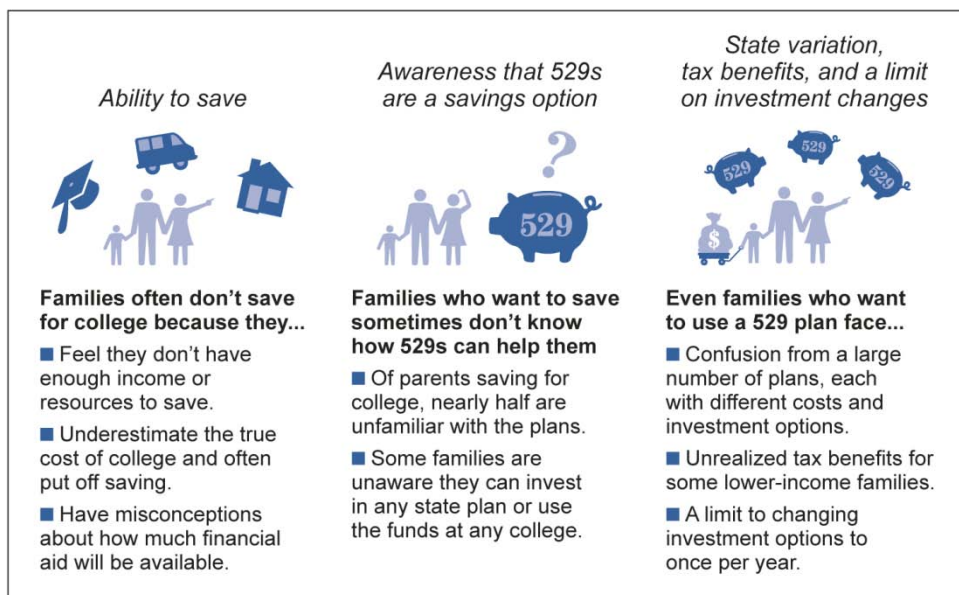 Ability to save
Families often don't save
for college because they...
■ Feel they don't have
enough income or
resources to save.
■ Underestimate the true
cost of college and often
put off saving.
■ Have misconceptions
about how much financial
aid will be available.
Awareness that 529s
are a savings option
?
529
Families who want to save
sometimes don't know
how 529s can help them
■ Of parents saving for
college, nearly half are
unfamiliar with the plans.
■ Some families are
unaware they can invest
in any state plan or use
the funds at any college.
State variation,
tax benefits, and a limit
on investment changes
529
529
529
$
Even families who want
to use a 529 plan face...
■ Confusion from a large
number of plans, each
with different costs and
investment options.
■ Unrealized tax benefits for
some lower-income families.
■ A limit to changing
investment options to
once per year.